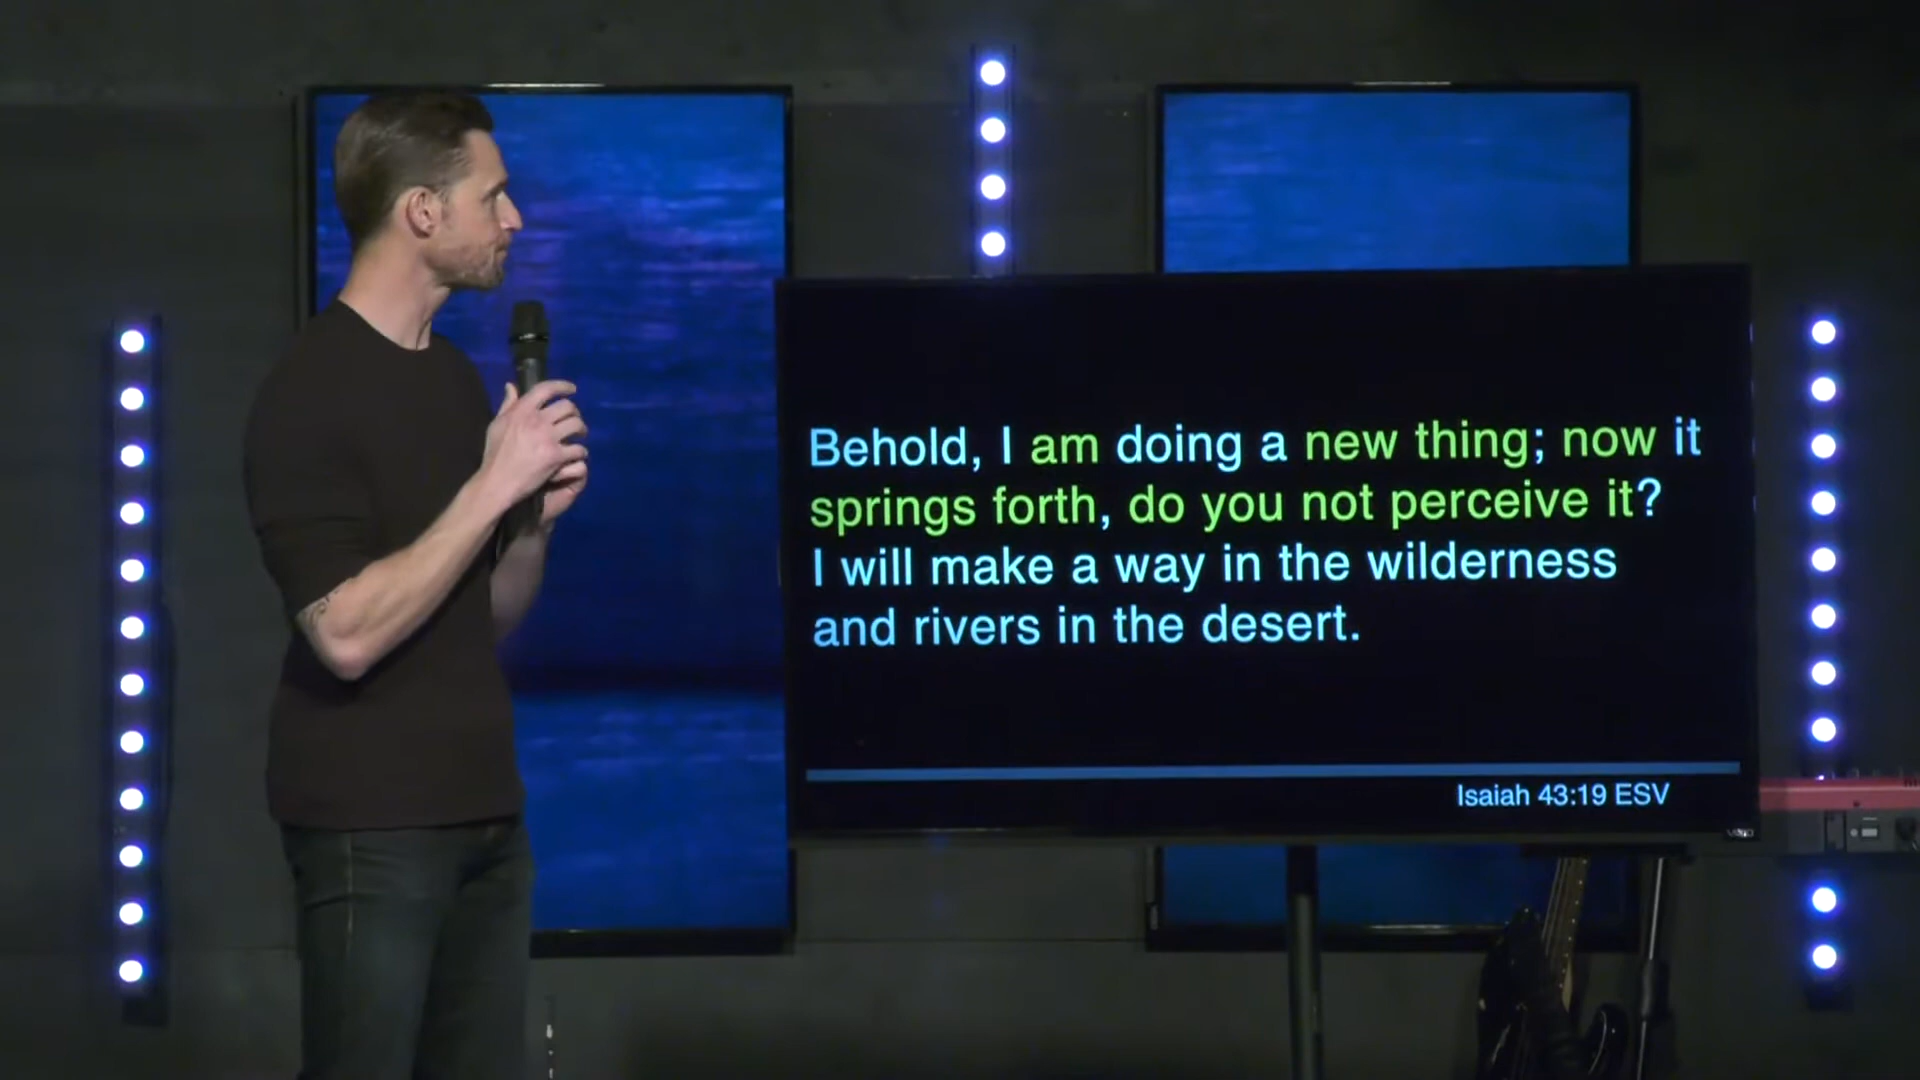 Behold, I am doing a new thing; now it
springs forth, do you not perceive it?
I will make a way in the wilderness
and rivers in the desert.
Isaiah 43:19 ESV
VIZIO